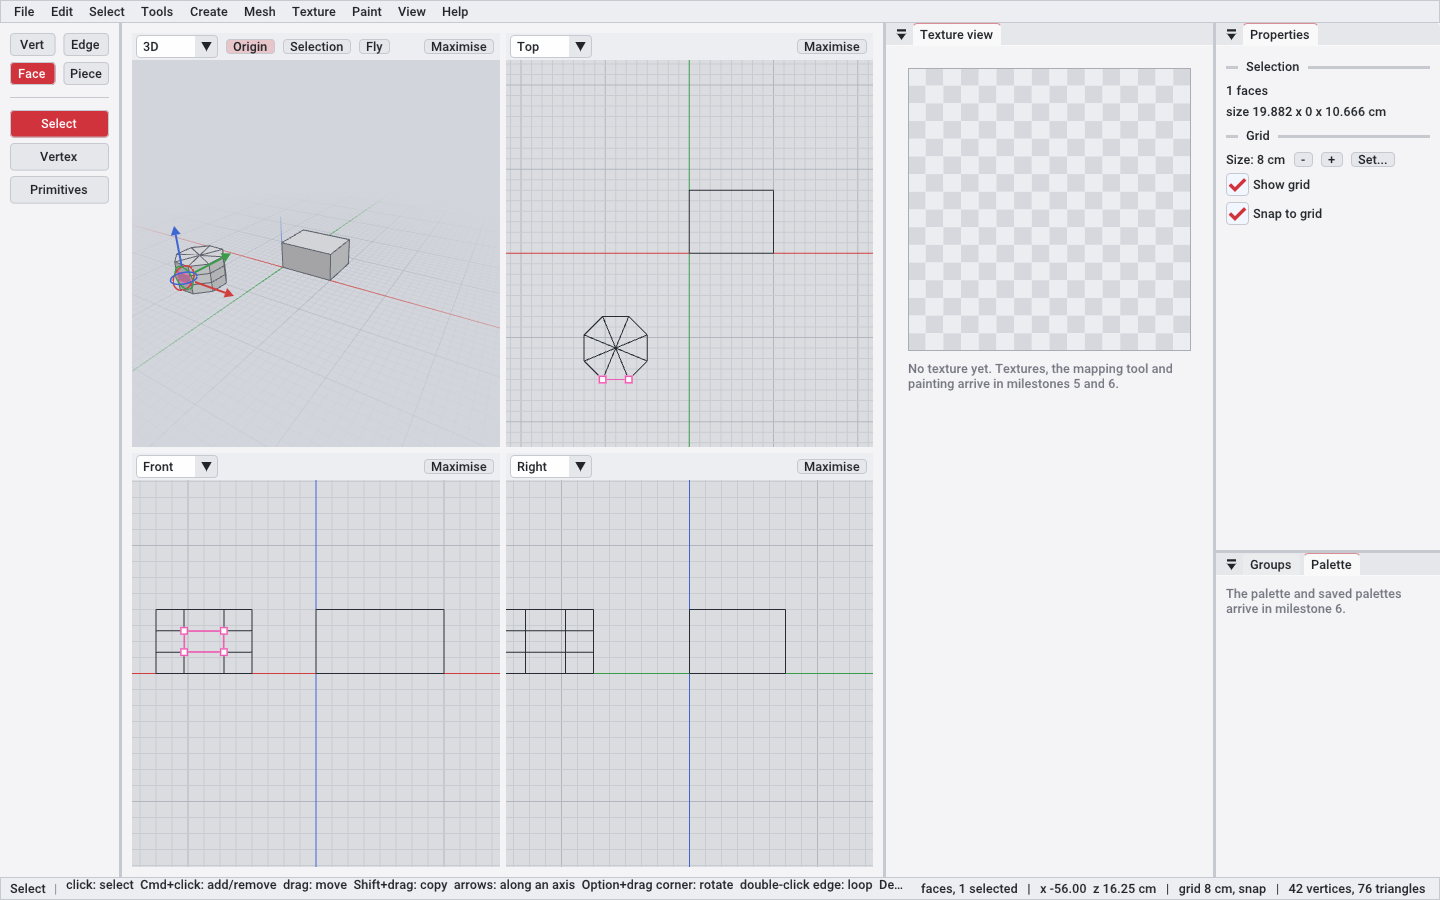 File Edit Select Tools Create Mesh Texture Paint View Help
Vert Edge
Face Piece
Select
Vertex
Primitives
3D Origin Selection Fly Maximise
Top Maximise
Front Maximise
Right Maximise
Texture view
No texture yet. Textures, the mapping tool and
painting arrive in milestones 5 and 6.
Properties
Selection
1 faces
size 19.882 x 0 x 10.666 cm
Grid
Size: 8 cm - + Set...
Show grid
Snap to grid
Groups Palette
The palette and saved palettes
arrive in milestone 6.
Select | click: select Cmd+click: add/remove drag: move Shift+drag: copy arrows: along an axis Option+drag corner: rotate double-click edge: loop De... faces, 1 selected | x -56.00 z 16.25 cm | grid 8 cm, snap | 42 vertices, 76 triangles